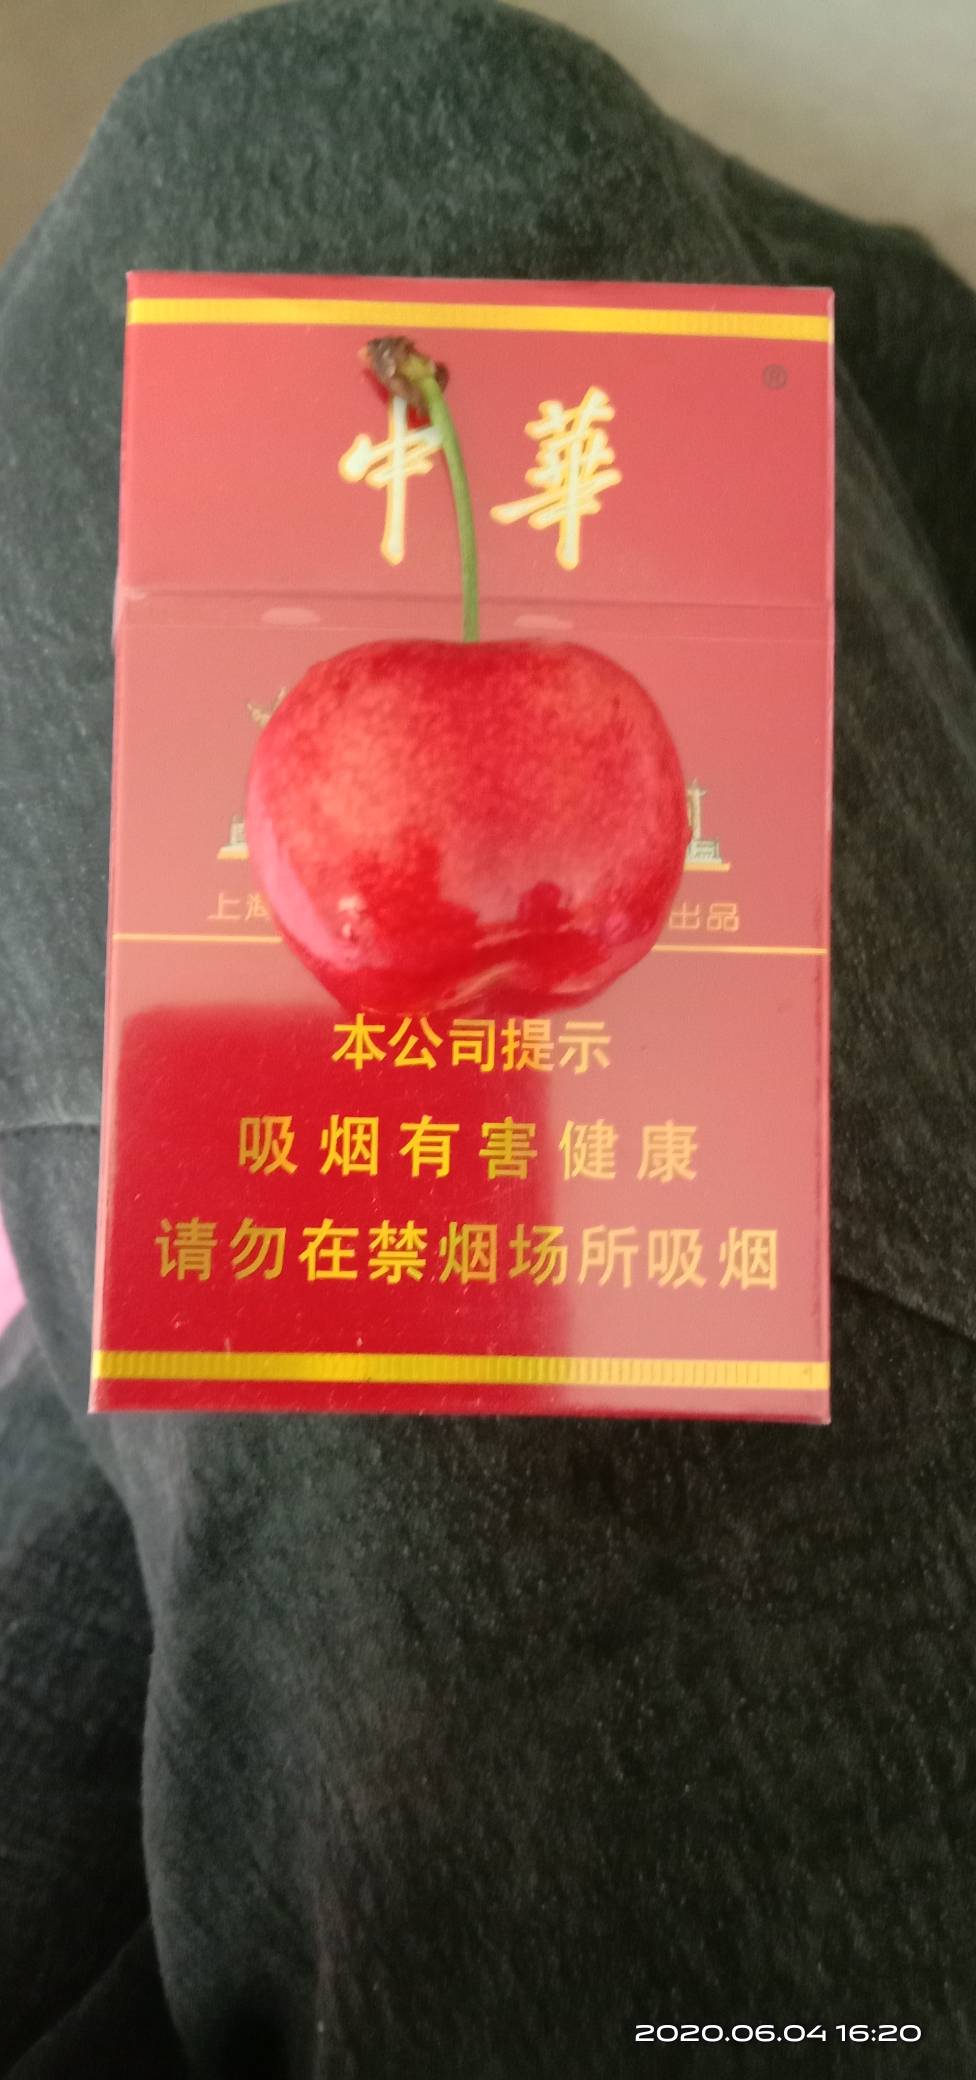 中華
®
上海
出品
本公司提示
吸烟有害健康
请勿在禁烟场所吸烟
2020.06.04 16:20